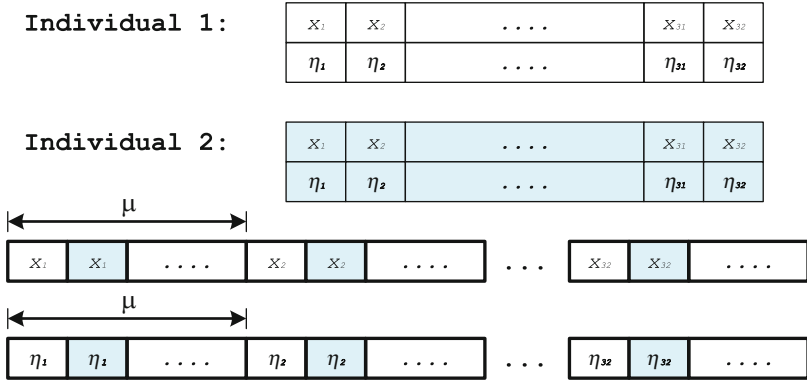 Individual 1: X₁ X₂ .... X₃₁ X₃₂
η₁ η₂ .... η₃₁ η₃₂
Individual 2: X₁ X₂ .... X₃₁ X₃₂
η₁ η₂ .... η₃₁ η₃₂
μ
X₁ X₁ .... X₂ X₂ .... ... X₃₂ X₃₂ ....
μ
η₁ η₁ .... η₂ η₂ .... ... η₃₂ η₃₂ ....